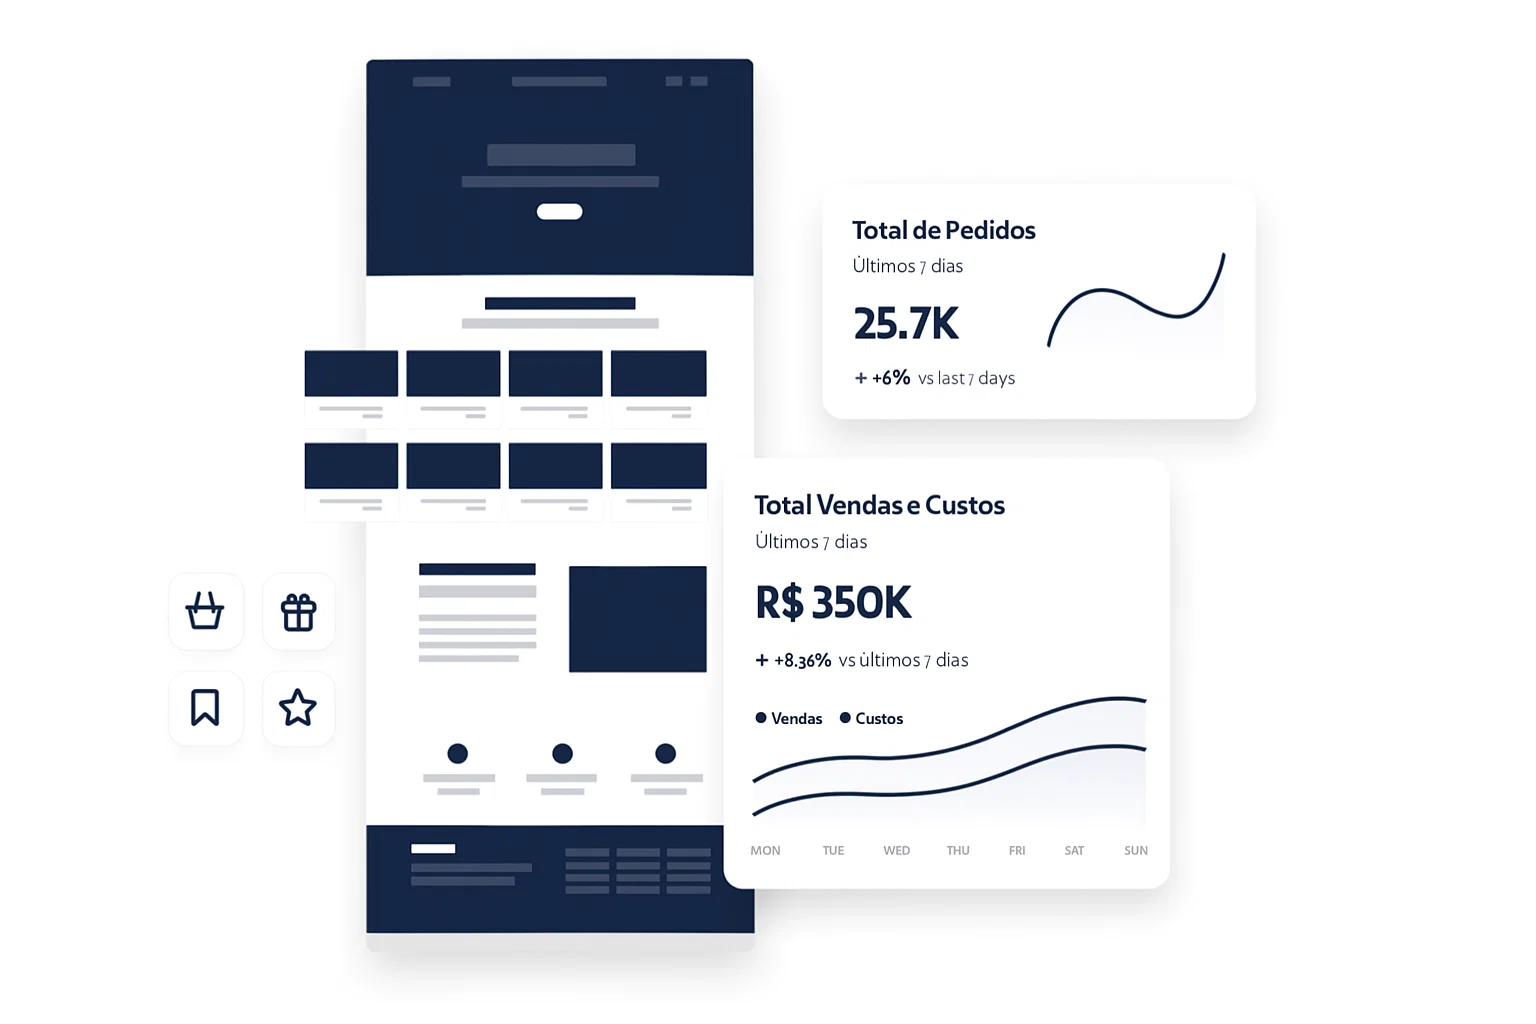 Total de Pedidos
Últimos 7 dias
25.7K
+ +6% vs last 7 days
Total Vendas e Custos
Últimos 7 dias
R$ 350K
+ +8.36% vs últimos 7 dias
Vendas Custos
MON TUE WED THU FRI SAT SUN